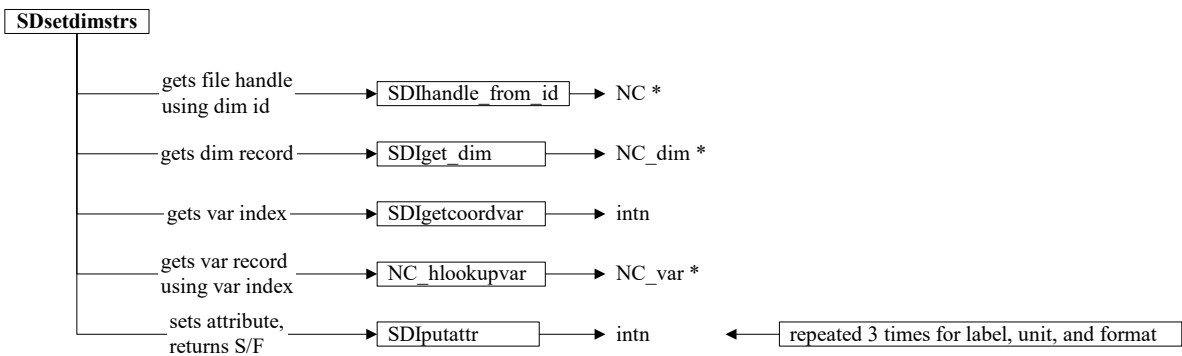 SDsetdimstrs
gets file handle
using dim id
SDIhandle_from_id
NC *
gets dim record
SDIget_dim
NC_dim *
gets var index
SDIgetcoordvar
intn
gets var record
using var index
NC_hlookupvar
NC_var *
sets attribute,
returns S/F
SDIputattr
intn
repeated 3 times for label, unit, and format